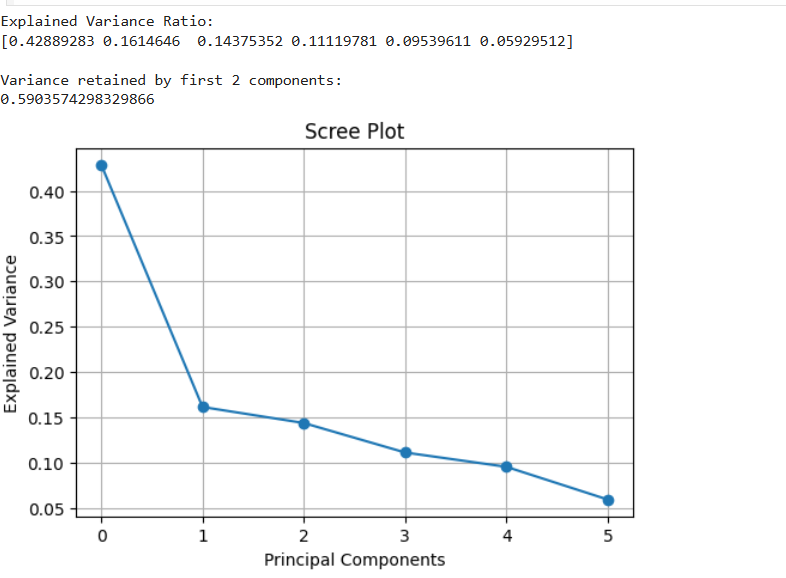 Explained Variance Ratio:
[0.42889283 0.1614646  0.14375352 0.11119781 0.09539611 0.05929512]
Variance retained by first 2 components:
0.5903574298329866
Scree Plot
Explained Variance
0.40
0.35
0.30
0.25
0.20
0.15
0.10
0.05
0 1 2 3 4 5
Principal Components